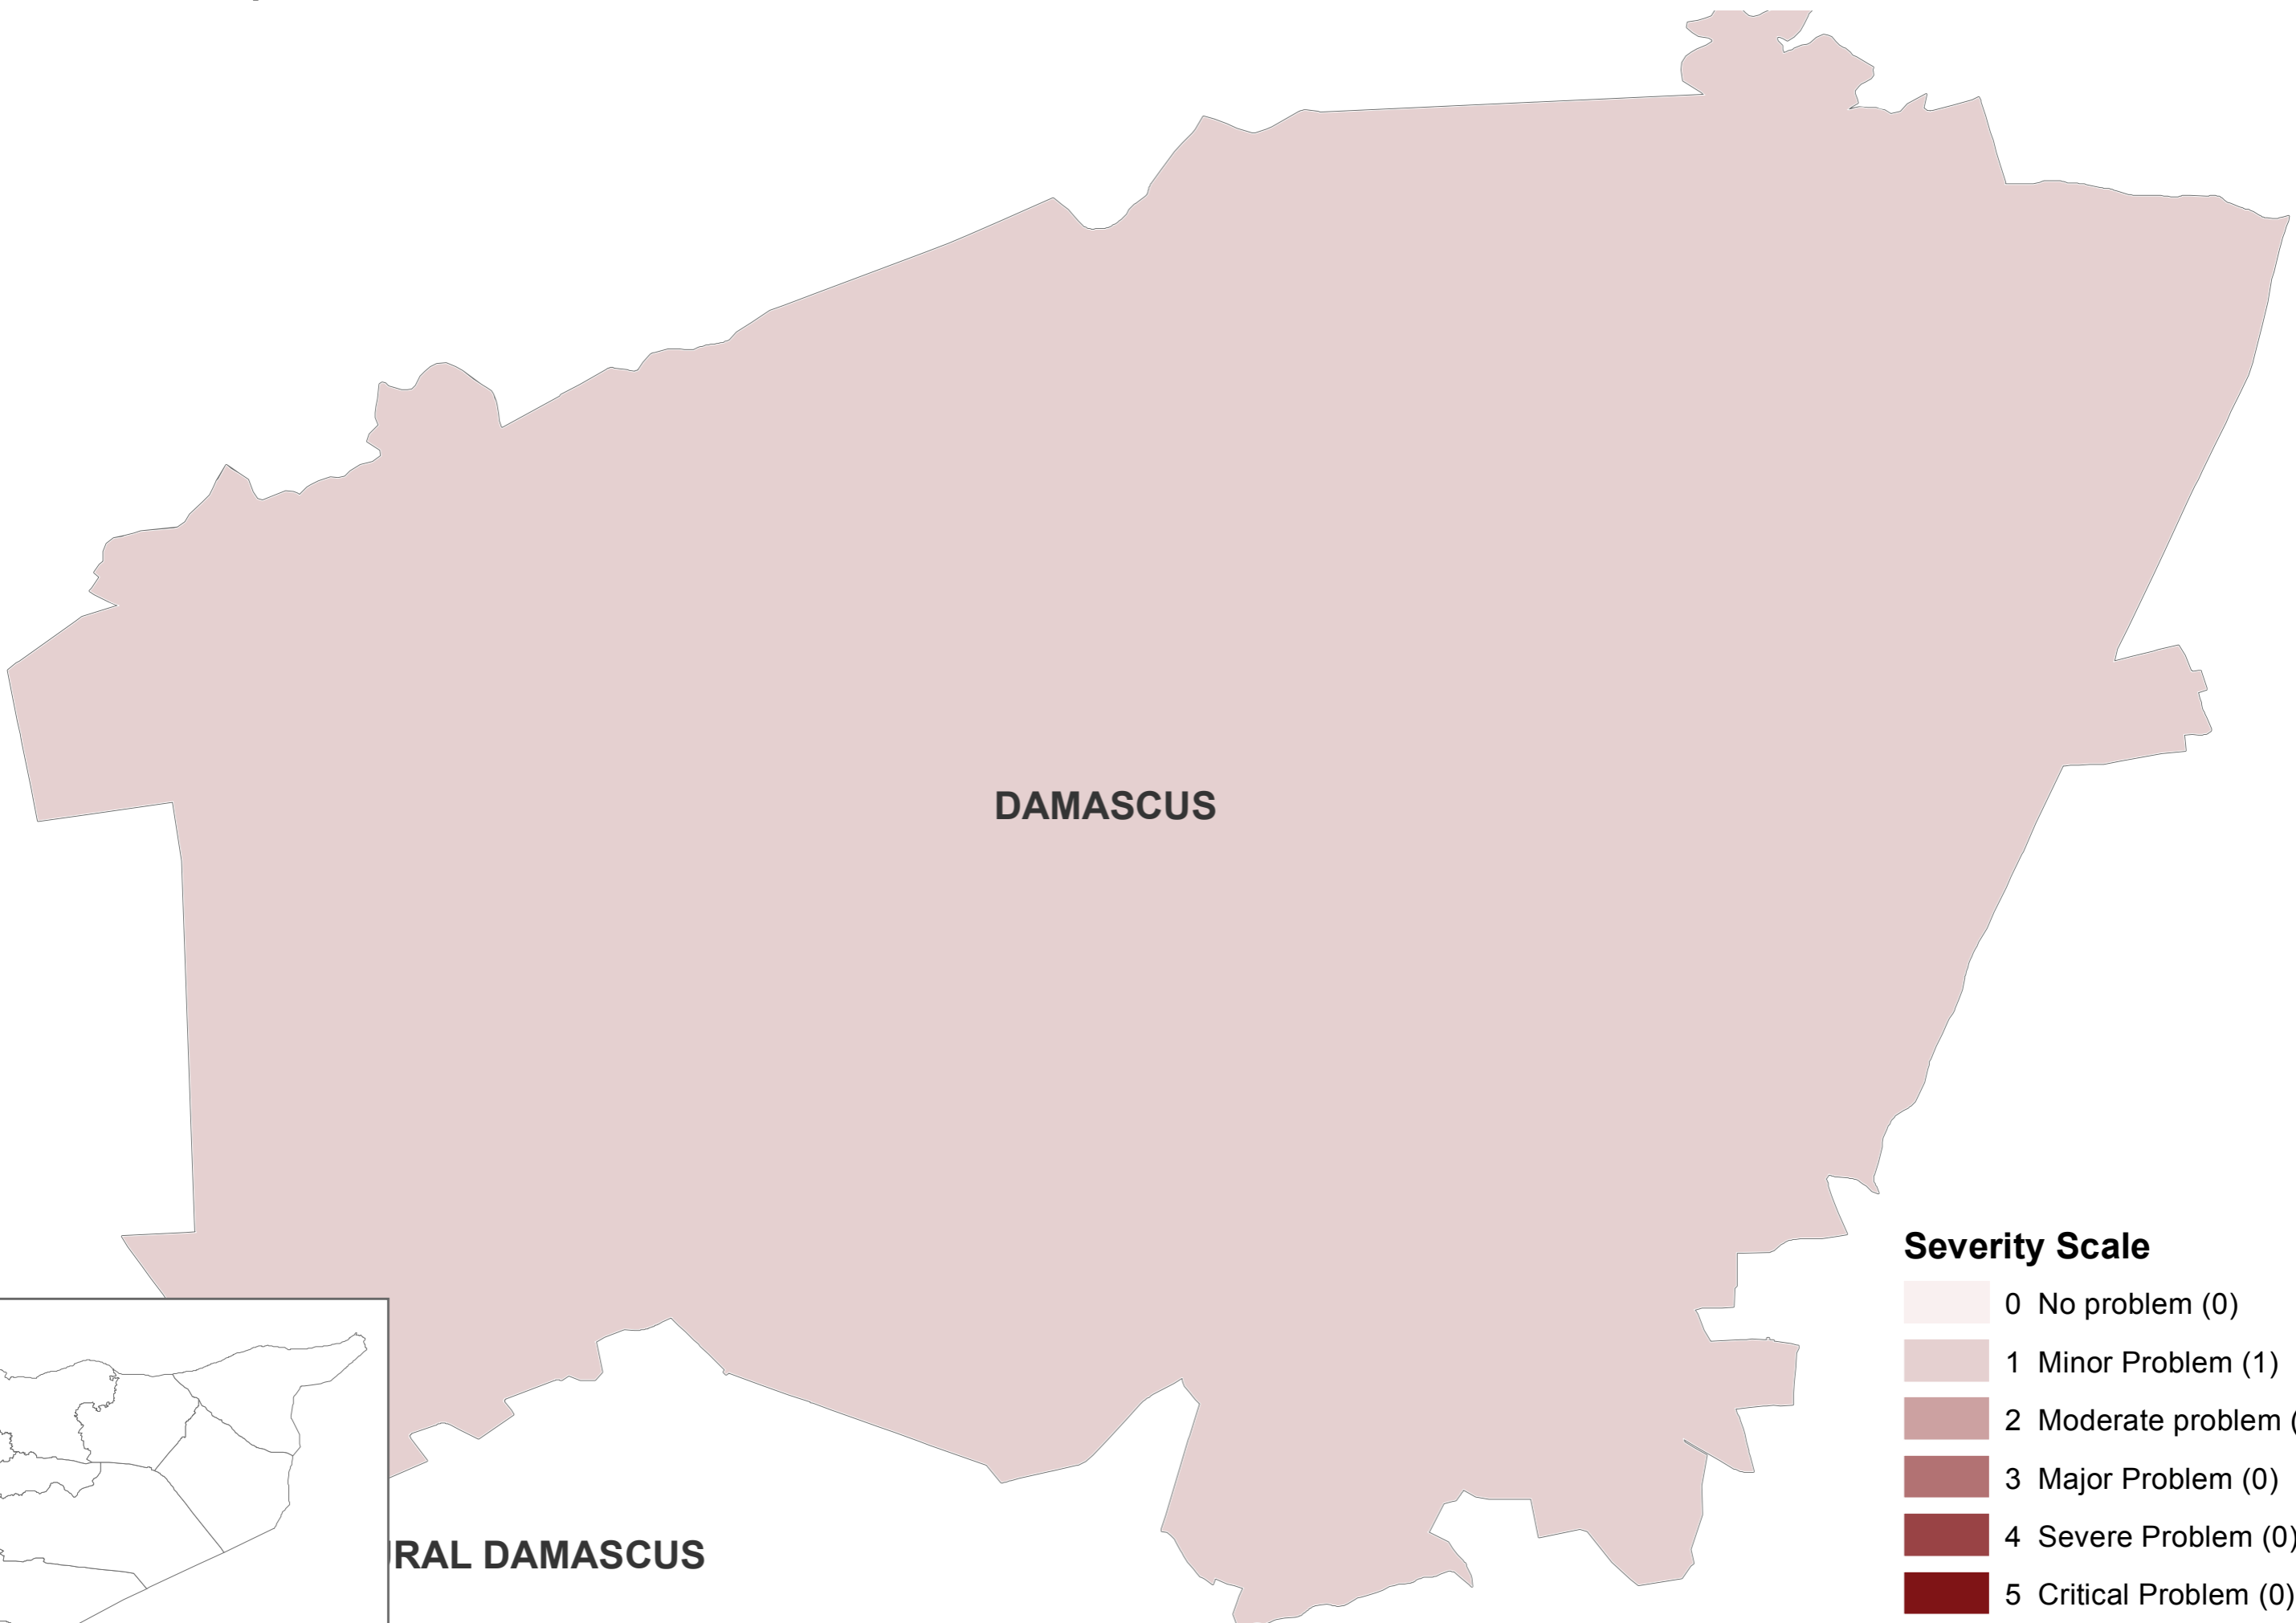 DAMASCUS
Severity Scale
0 No problem (0)
1 Minor Problem (1)
2 Moderate problem (
3 Major Problem (0)
4 Severe Problem (0)
5 Critical Problem (0)
DAMASCUS